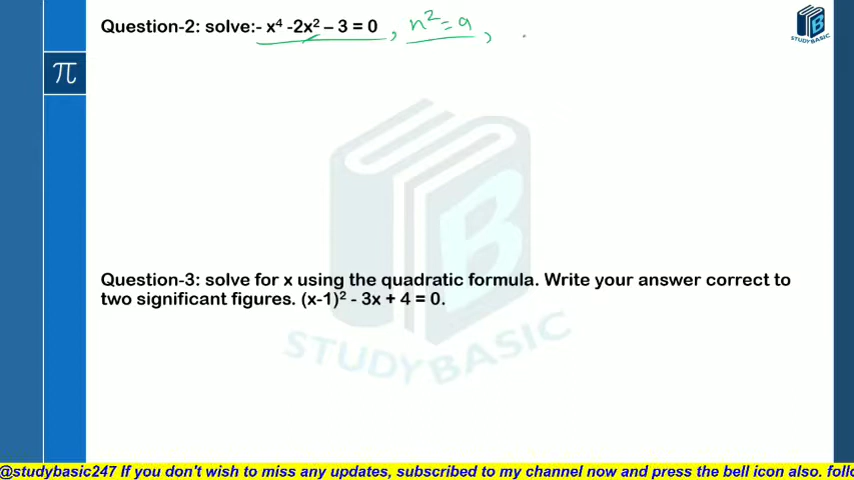 Question-2: solve:- x⁴ -2x² – 3 = 0 , x² = a ,
STUDYBASIC
π
B
Question-3: solve for x using the quadratic formula. Write your answer correct to
two significant figures. (x-1)² - 3x + 4 = 0.
STUDYBASIC
@studybasic247 If you don't wish to miss any updates, subscribed to my channel now and press the bell icon also. follo